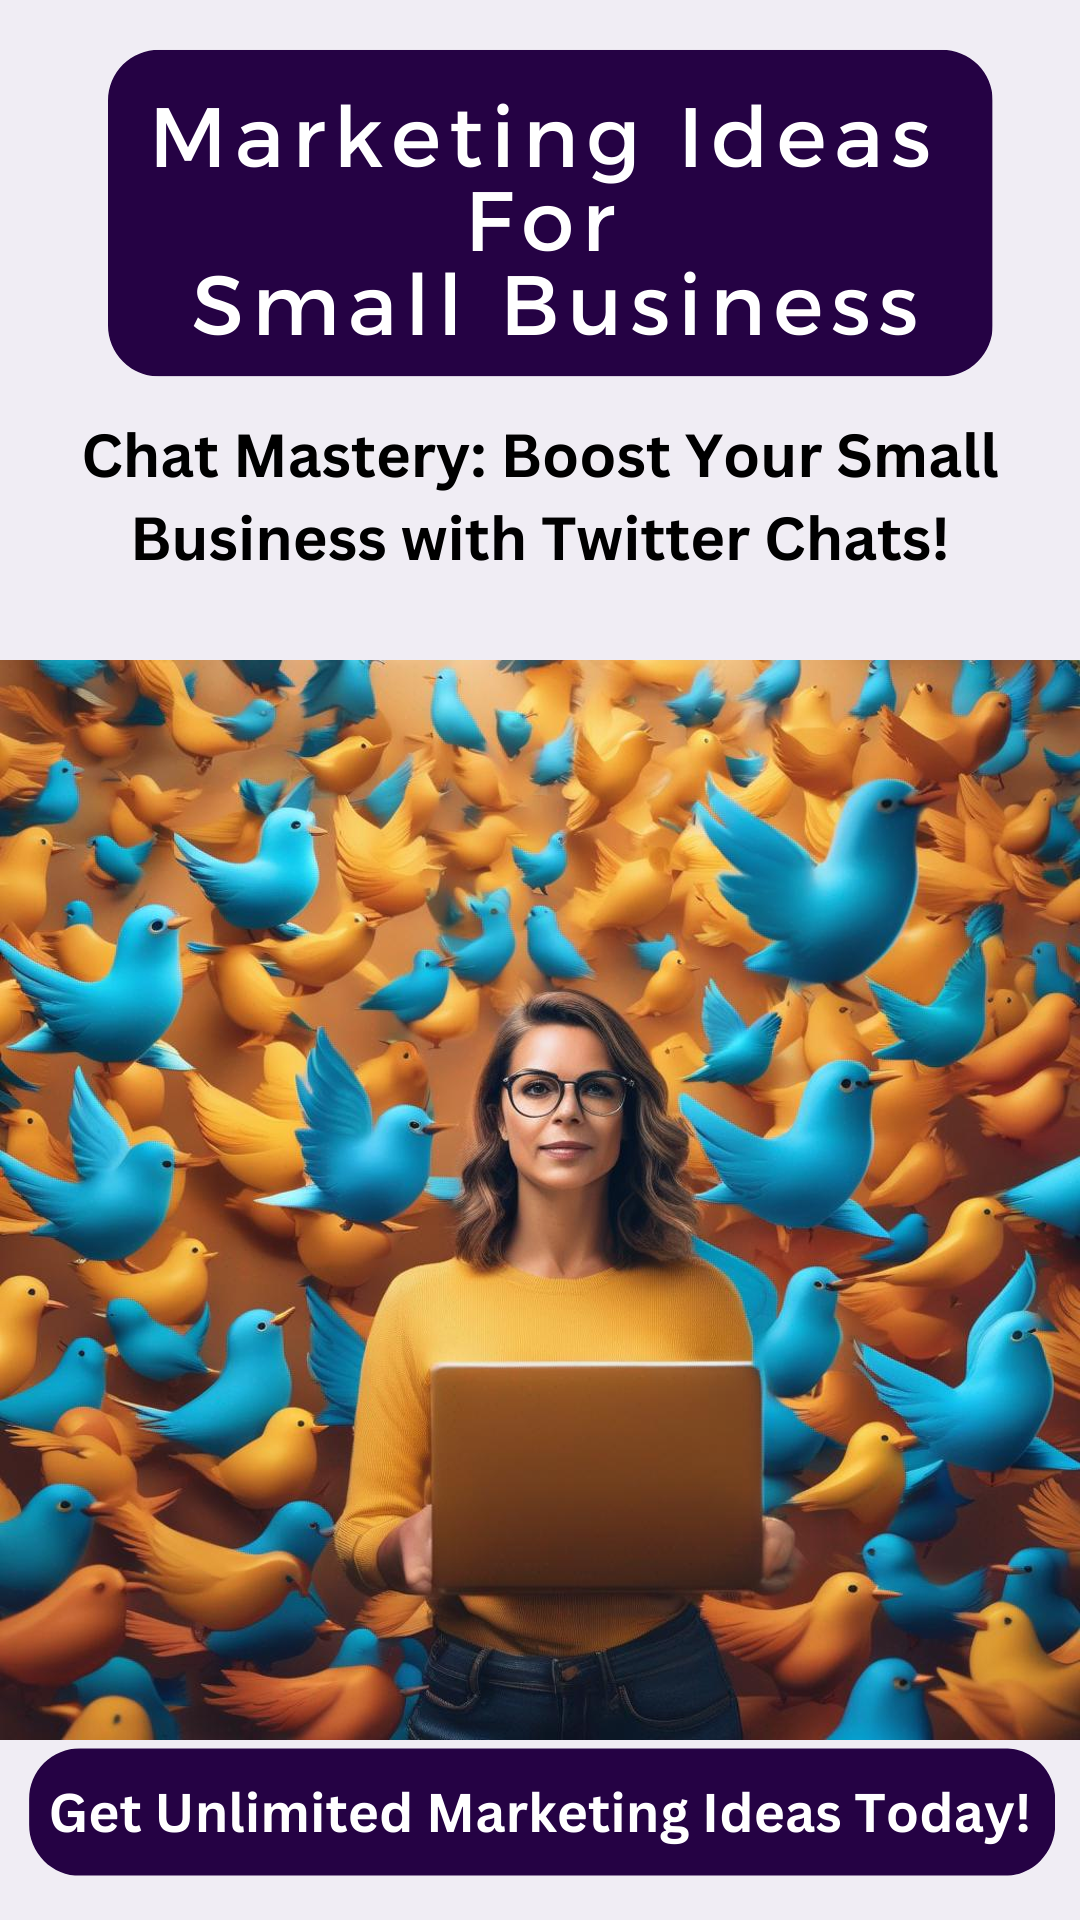 Marketing Ideas
For
Small Business
Chat Mastery: Boost Your Small
Business with Twitter Chats!
Get Unlimited Marketing Ideas Today!